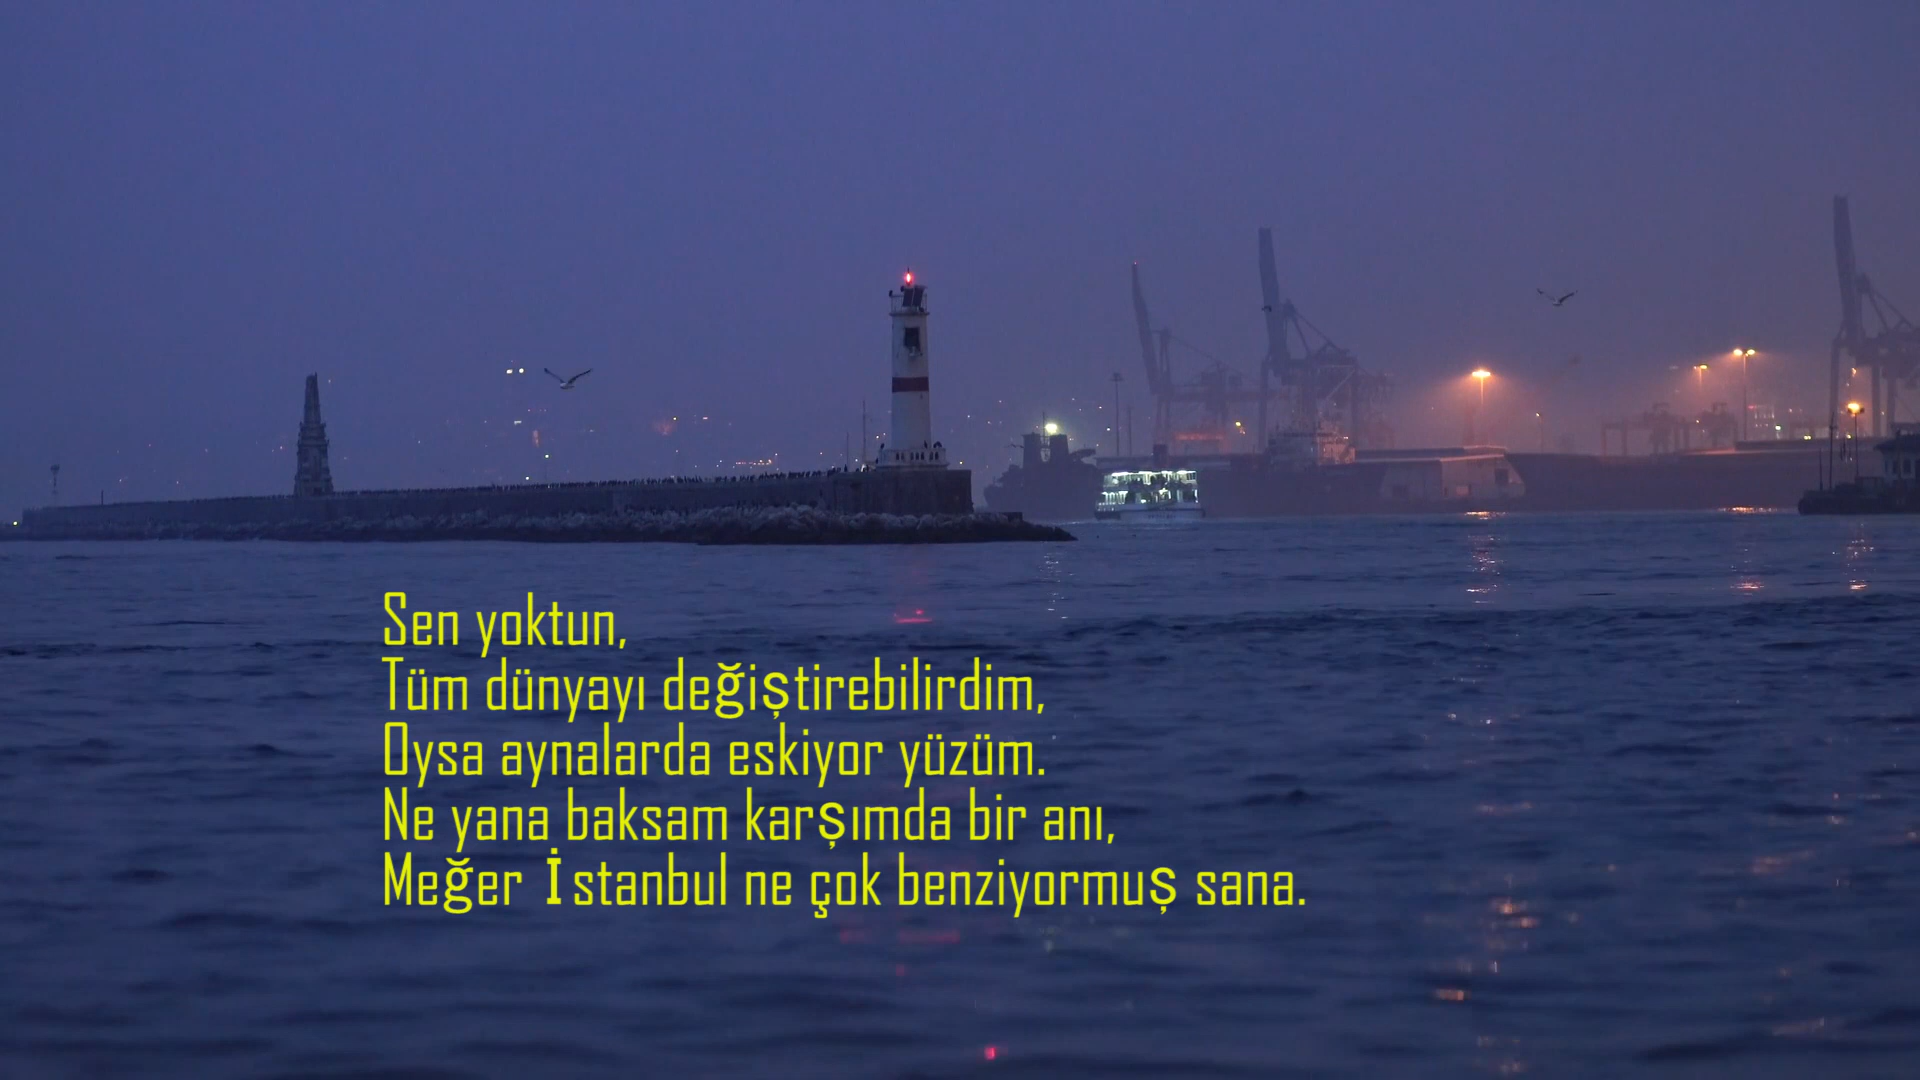 Sen yoktun,
Tüm dünyayı değiştirebilirdim,
Oysa aynalarda eskiyor yüzüm.
Ne yana baksam karşımda bir anı,
Meğer İstanbul ne çok benziyormuş sana.